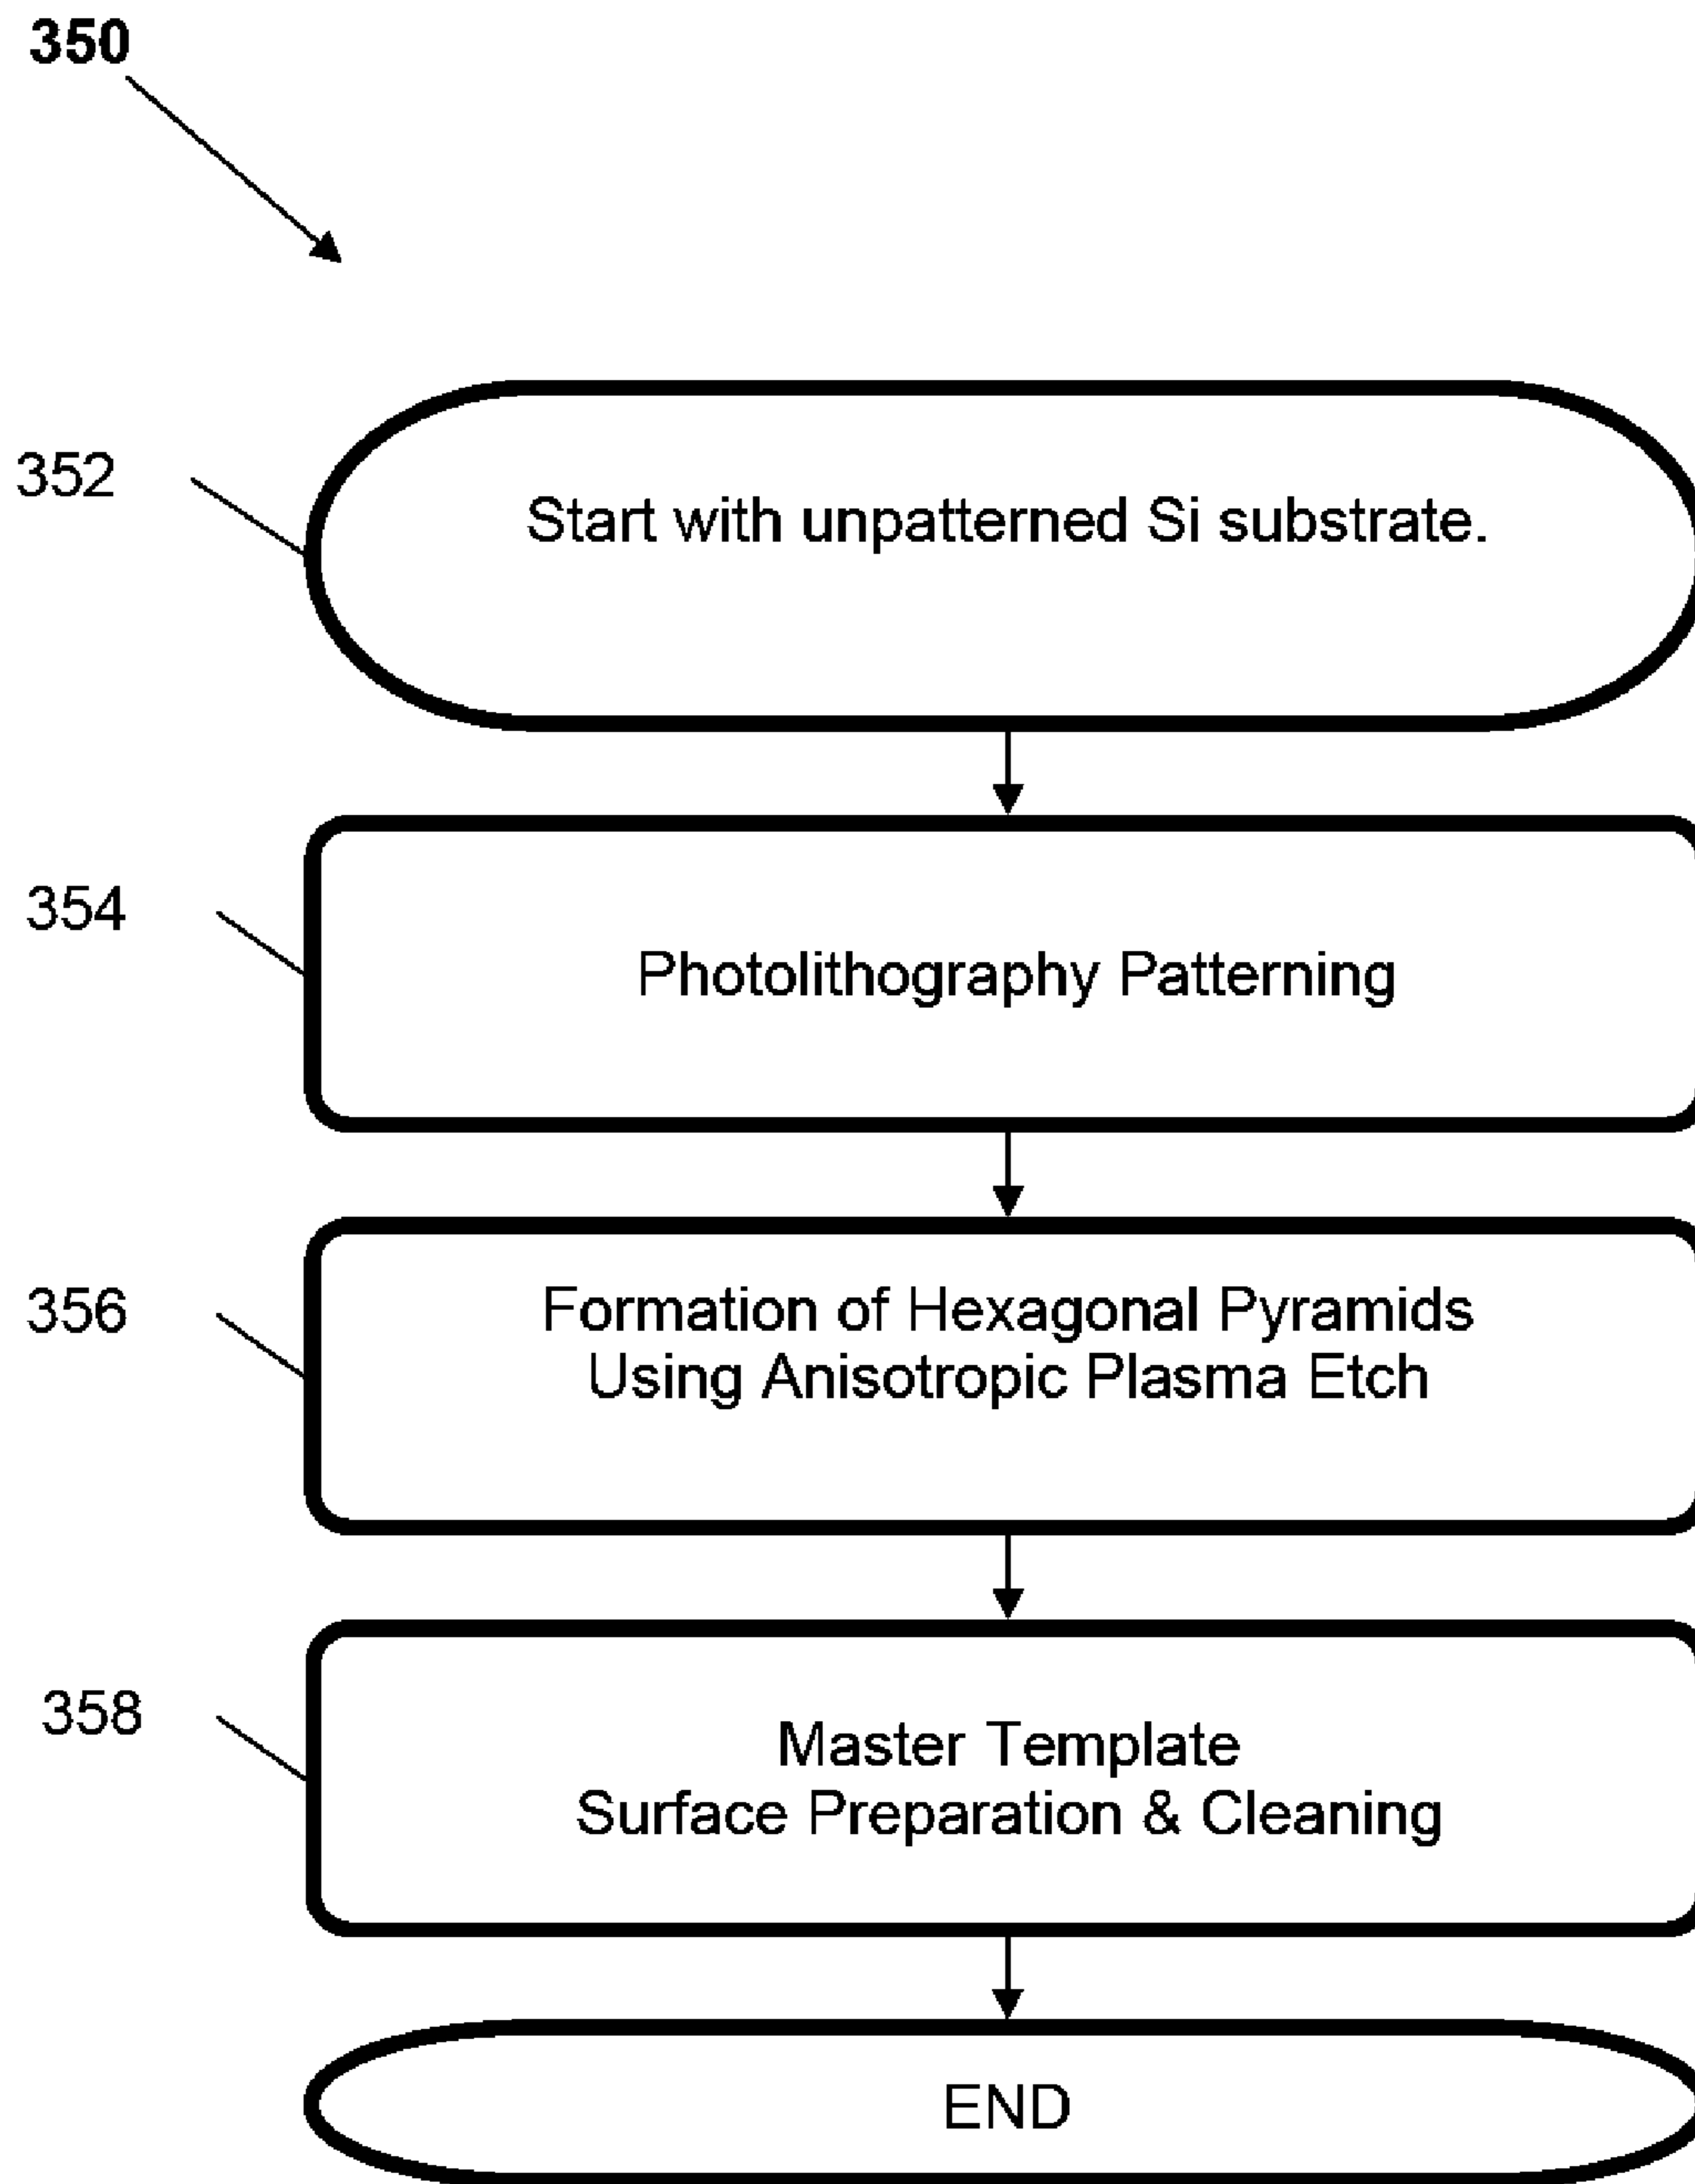 350
352
Start with unpatterned Si substrate.
354
Photolithography Patterning
356
Formation of Hexagonal Pyramids
Using Anisotropic Plasma Etch
358
Master Template
Surface Preparation & Cleaning
END